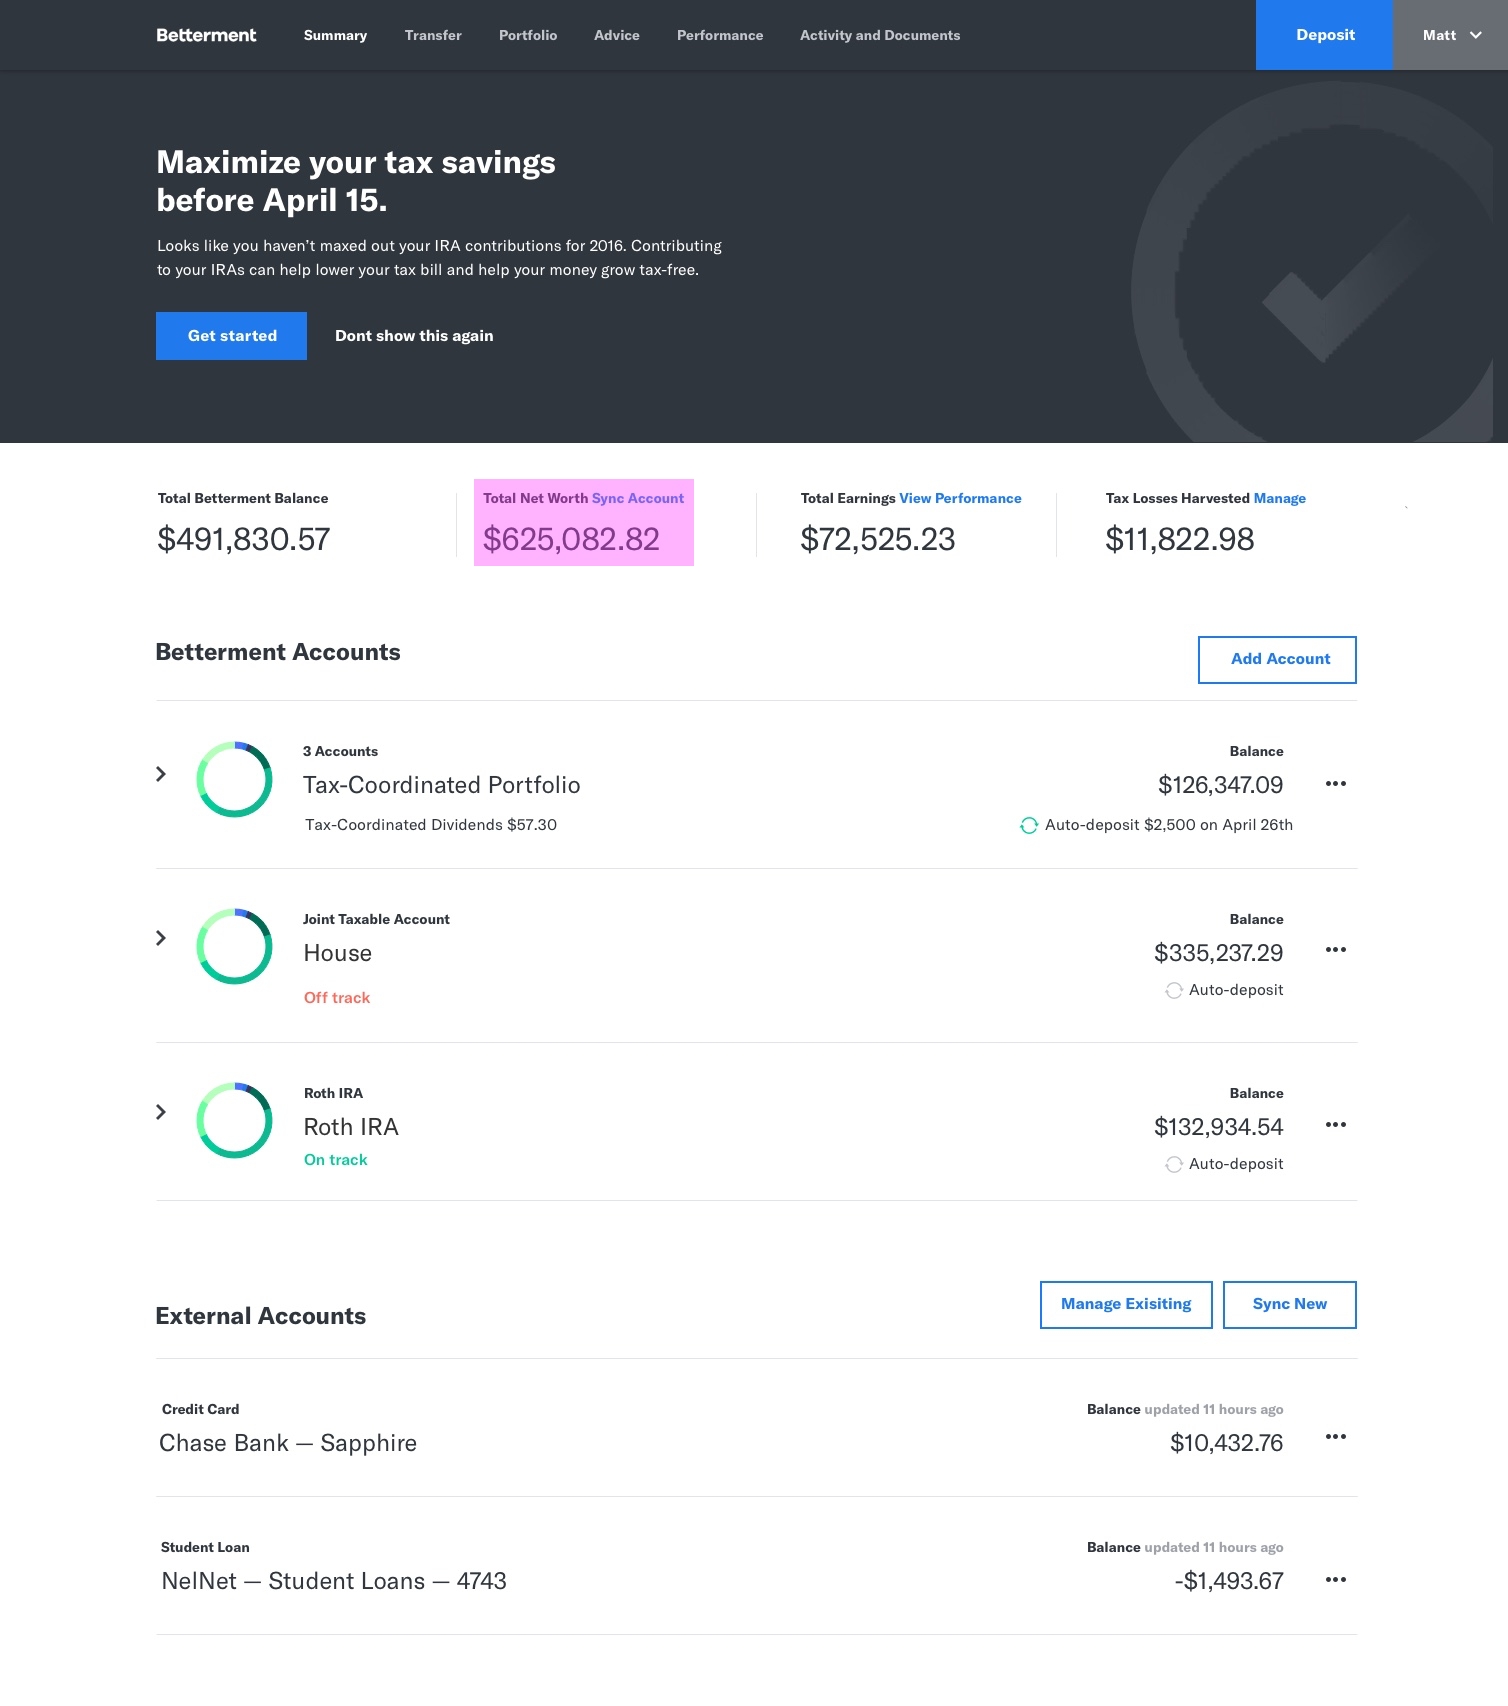 Betterment Summary Transfer Portfolio Advice Performance Activity and Documents Deposit Matt
Maximize your tax savings
before April 15.
Looks like you haven't maxed out your IRA contributions for 2016. Contributing
to your IRAs can help lower your tax bill and help your money grow tax-free.
Get started Dont show this again
Total Betterment Balance
$491,830.57
Total Net Worth Sync Account
$625,082.82
Total Earnings View Performance
$72,525.23
Tax Losses Harvested Manage
$11,822.98
Betterment Accounts
Add Account
3 Accounts
Tax-Coordinated Portfolio
Tax-Coordinated Dividends $57.30
Balance
$126,347.09
Auto-deposit $2,500 on April 26th
Joint Taxable Account
House
Off track
Balance
$335,237.29
Auto-deposit
Roth IRA
Roth IRA
On track
Balance
$132,934.54
Auto-deposit
External Accounts
Manage Exisiting
Sync New
Credit Card
Chase Bank — Sapphire
Balance updated 11 hours ago
$10,432.76
Student Loan
NelNet — Student Loans — 4743
Balance updated 11 hours ago
-$1,493.67